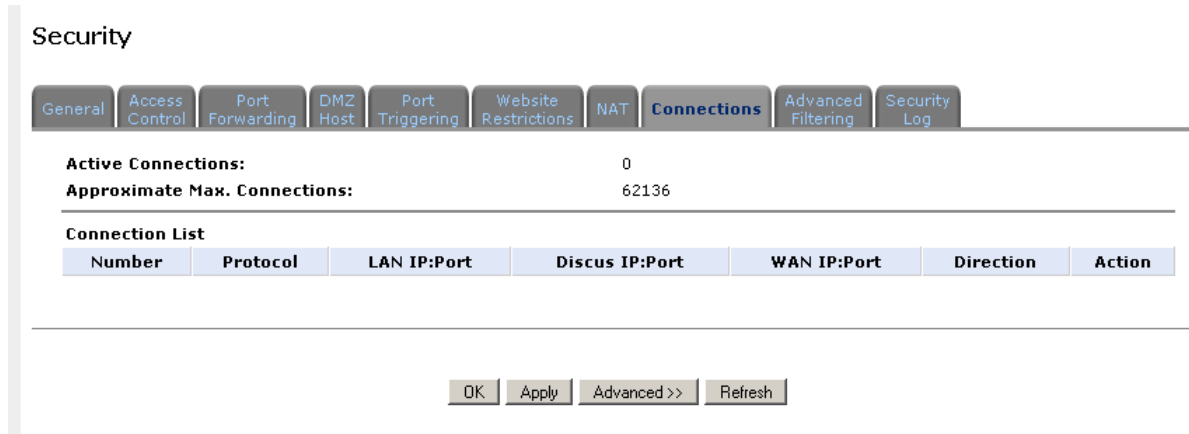 Security
General
Access
Control
Port
Forwarding
DMZ
Host
Port
Triggering
Website
Restrictions
NAT
Connections
Advanced
Filtering
Security
Log
Active Connections: 0
Approximate Max. Connections: 62136
Connection List
Number Protocol LAN IP:Port Discus IP:Port WAN IP:Port Direction Action
OK Apply Advanced >> Refresh